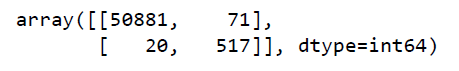 array([[50881,    71],
       [   20,   517]], dtype=int64)